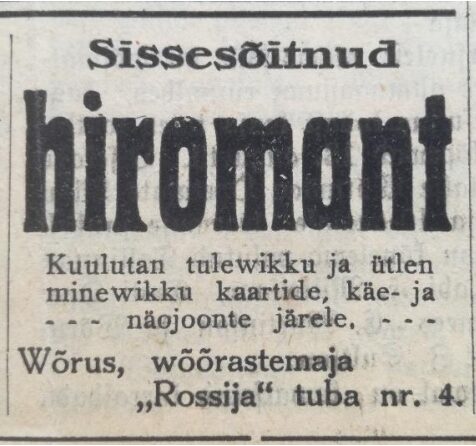 Sissesõitnud
hiromant
Kuulutan tulewikku ja ütlen
minewikku kaartide, käe- ja
- - - näojoonte järele. - - -
Wõrus, wõõrastemaja
„Rossija“ tuba nr. 4.